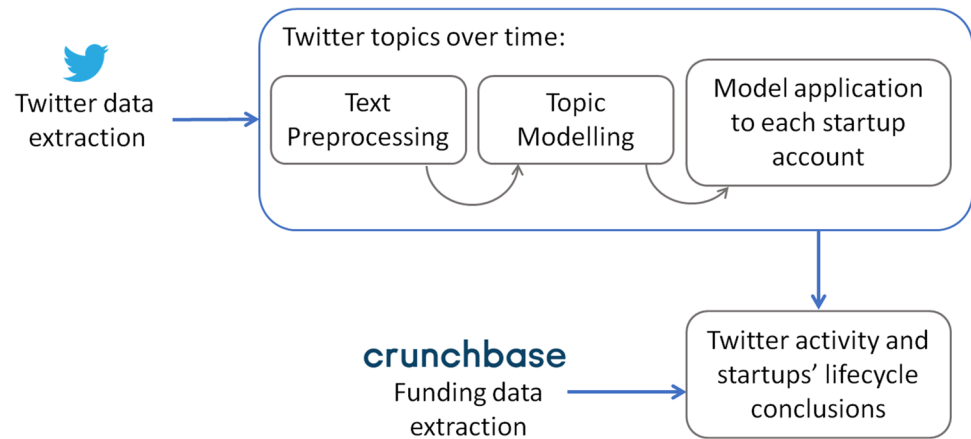 Twitter topics over time:
Twitter data
extraction
Text
Preprocessing
Topic
Modelling
Model application
to each startup
account
crunchbase
Funding data
extraction
Twitter activity and
startups’ lifecycle
conclusions